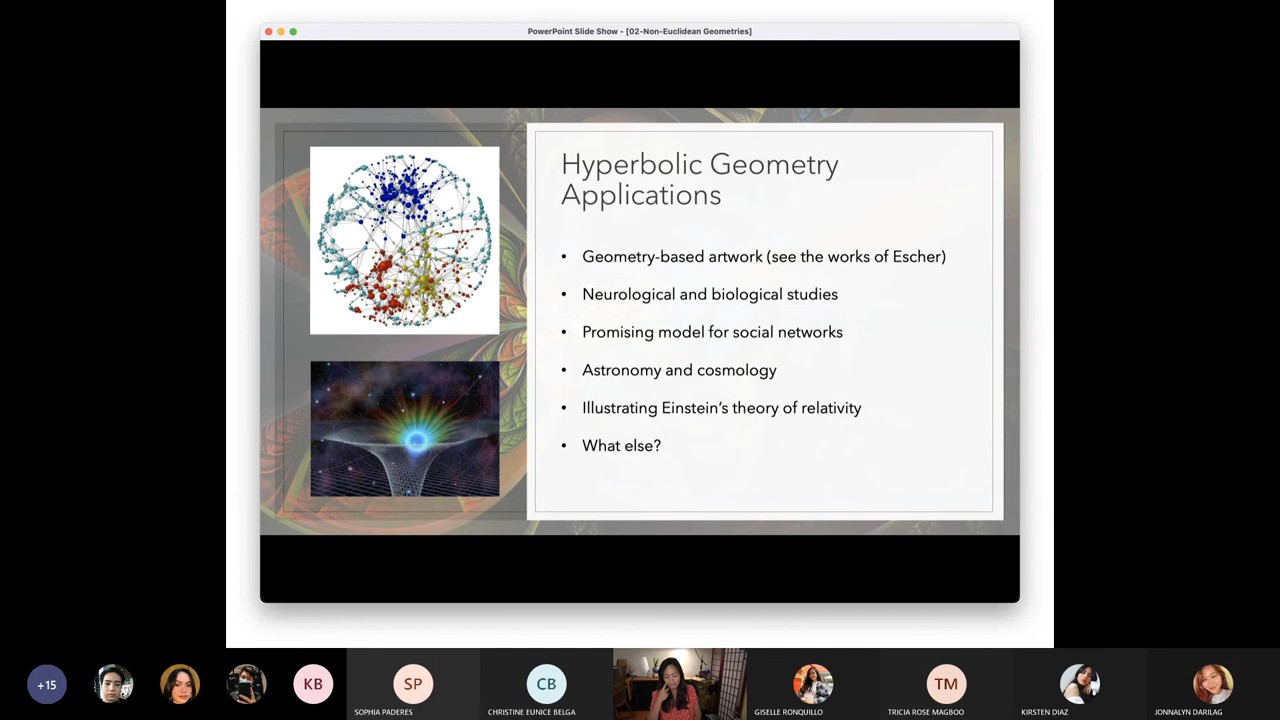 PowerPoint Slide Show - [02-Non-Euclidean Geometries]
Hyperbolic Geometry
Applications
• Geometry-based artwork (see the works of Escher)
• Neurological and biological studies
• Promising model for social networks
• Astronomy and cosmology
• Illustrating Einstein’s theory of relativity
• What else?
+15
KB
SP
SOPHIA PADERES
CB
CHRISTINE EUNICE BELGA
GISELLE RONQUILLO
TM
TRICIA ROSE MAGBOO
KIRSTEN DIAZ
JONNALYN DARILAG